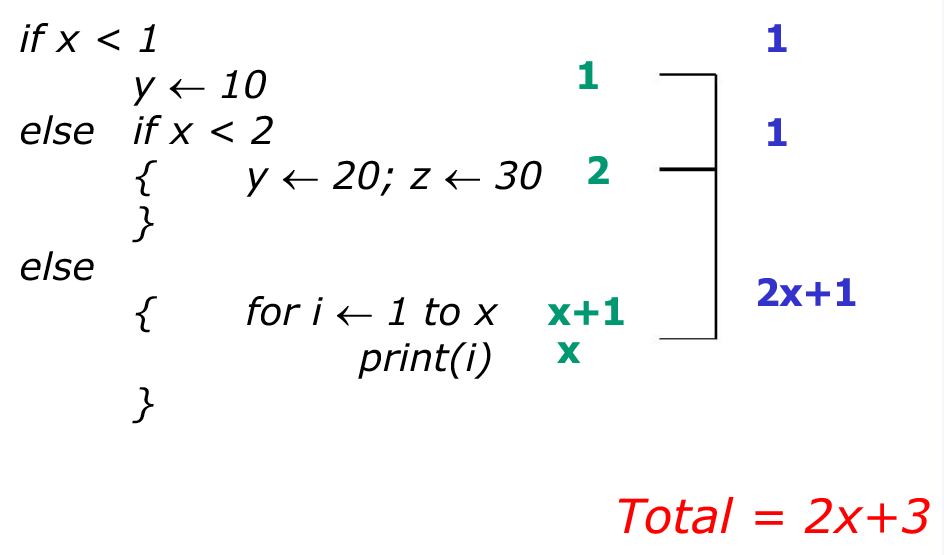 if x < 1 1
y ← 10 1
else if x < 2 1
{ y ← 20; z ← 30 2
}
else
2x+1
{ for i ← 1 to x x+1
print(i) x
}
Total = 2x+3